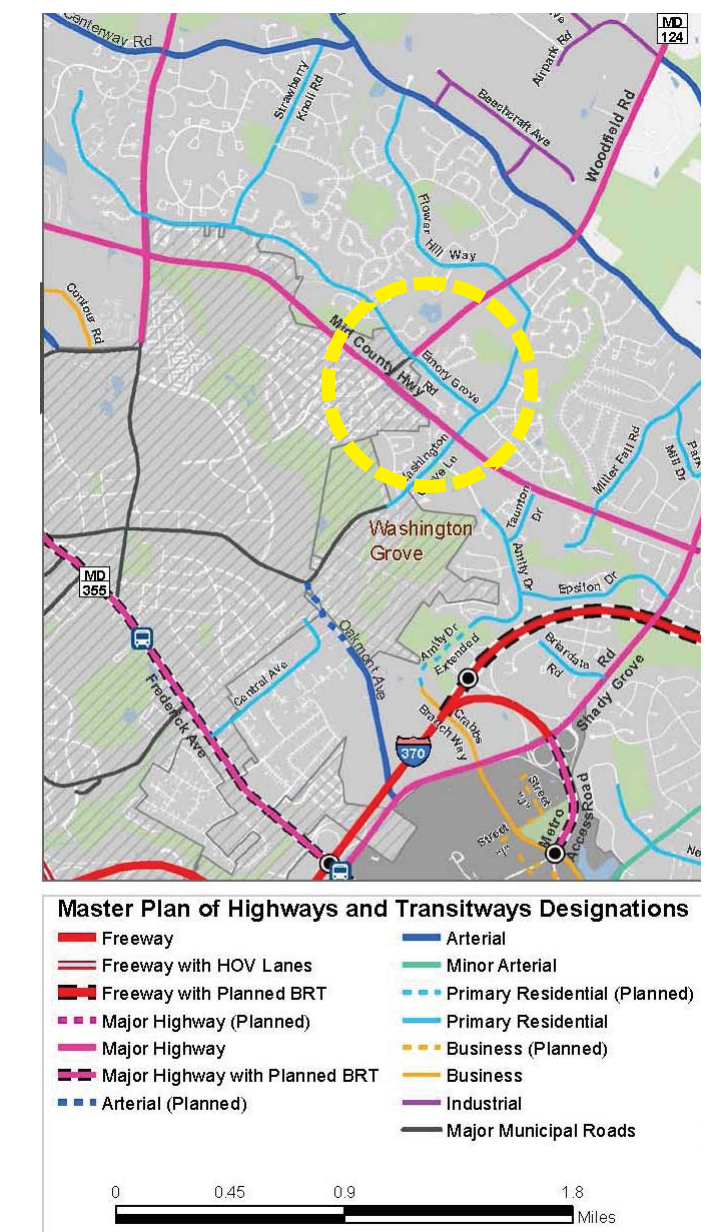 Centerway Rd
MD
124
Airpark Rd
Ave
Strawberry
Knoll Rd
Beechcraft Ave
Woodfield Rd
Flower
Hill Way
Contour Rd
Mid County Hwy
Emory Grove
Rd
Washington
Grove Ln
Miller Fall Rd
Park
Mill Dr
Taunton
Dr
Washington
Grove
Amity Dr
Epsilon Dr
MD
355
Amity Dr
Extended
Briardata
Rd
Oakmont Ave
Central Ave
Frederick Ave
Shady Grove
Rd
Crabbs
Branch Way
370
Street
"J"
Street
"I"
Metro
Access Road
Ne
Master Plan of Highways and Transitways Designations
Freeway
Freeway with HOV Lanes
Freeway with Planned BRT
Major Highway (Planned)
Major Highway
Major Highway with Planned BRT
Arterial (Planned)
Arterial
Minor Arterial
Primary Residential (Planned)
Primary Residential
Business (Planned)
Business
Industrial
Major Municipal Roads
0 0.45 0.9 1.8
Miles